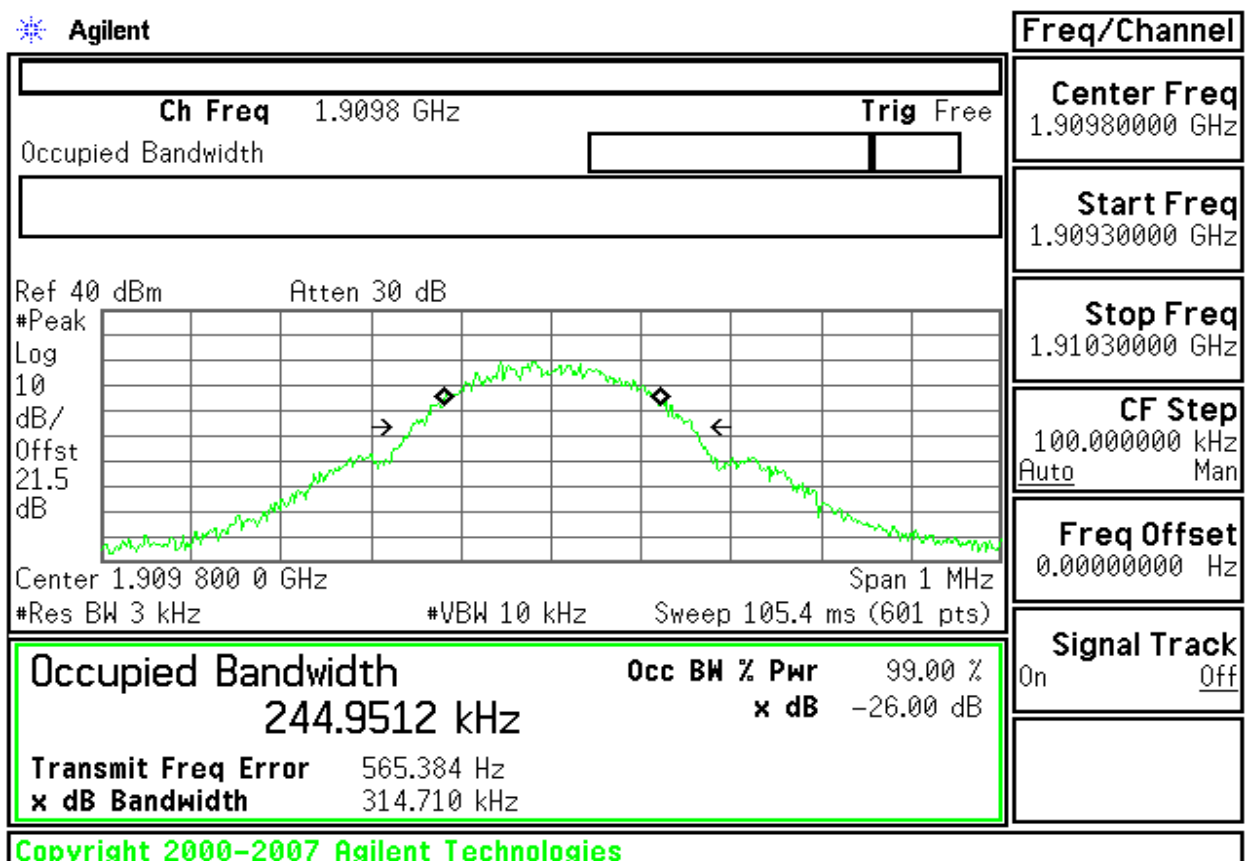 Agilent
Freq/Channel
Ch Freq 1.9098 GHz Trig Free
Occupied Bandwidth
Center Freq
1.90980000 GHz
Start Freq
1.90930000 GHz
Stop Freq
1.91030000 GHz
CF Step
100.000000 kHz
Auto Man
Freq Offset
0.00000000 Hz
Signal Track
On Off
Ref 40 dBm Atten 30 dB
#Peak
Log
10
dB/
Offst
21.5
dB
Center 1.909 800 0 GHz Span 1 MHz
#Res BW 3 kHz #VBW 10 kHz Sweep 105.4 ms (601 pts)
Occupied Bandwidth
244.9512 kHz
Occ BW % Pwr 99.00 %
x dB -26.00 dB
Transmit Freq Error 565.384 Hz
x dB Bandwidth 314.710 kHz
Copyright 2000-2007 Agilent Technologies